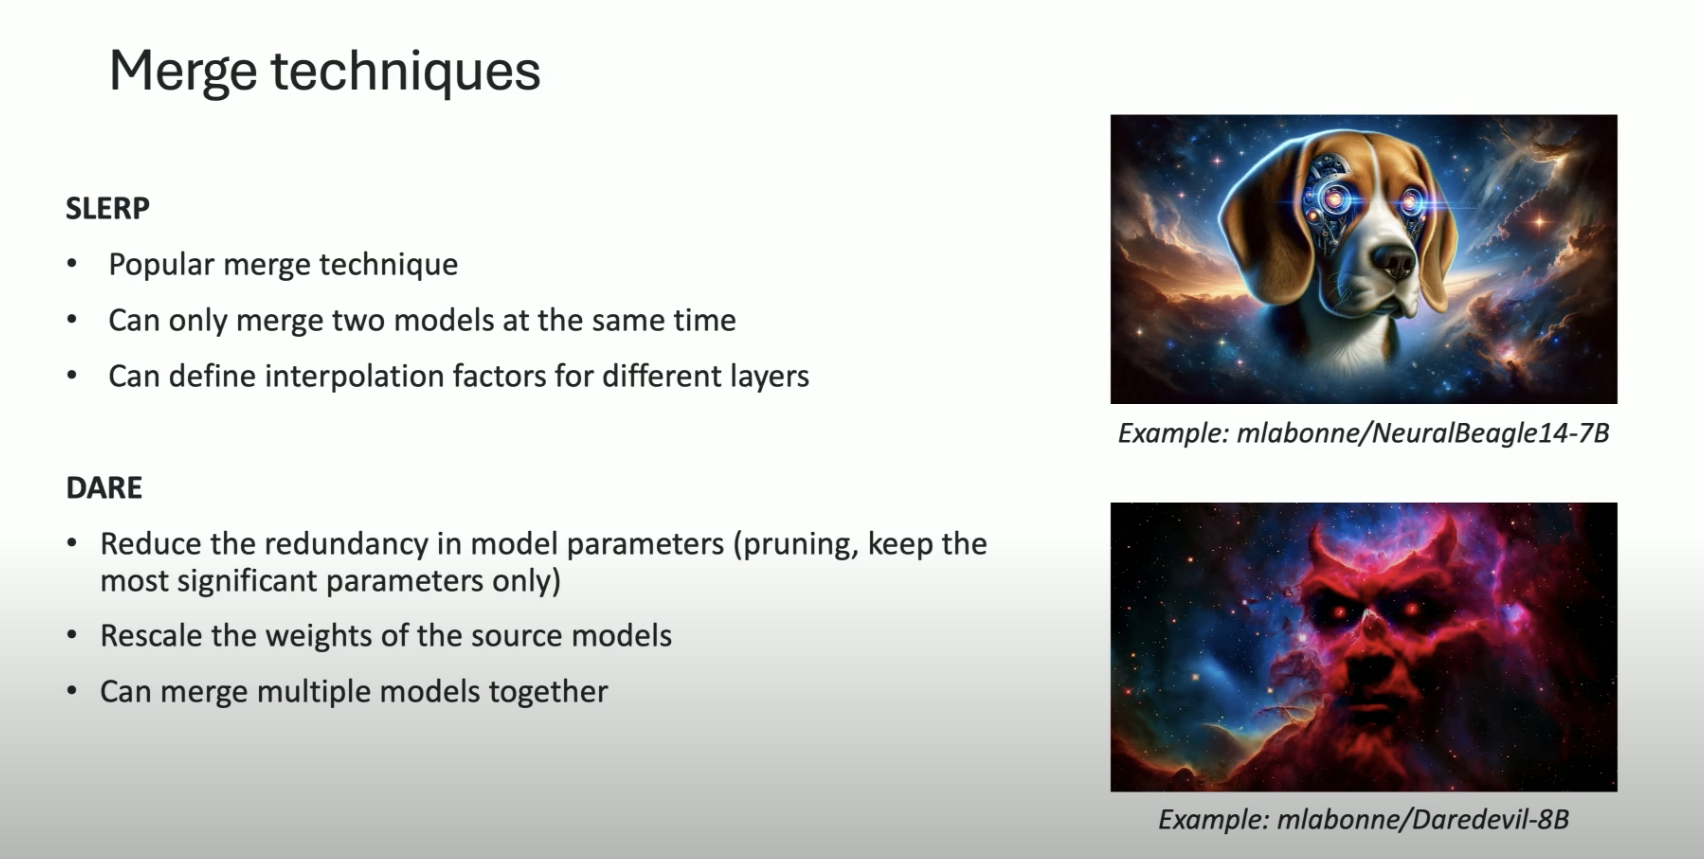 Merge techniques
SLERP
• Popular merge technique
• Can only merge two models at the same time
• Can define interpolation factors for different layers
Example: mlabonne/NeuralBeagle14-7B
DARE
• Reduce the redundancy in model parameters (pruning, keep the
most significant parameters only)
• Rescale the weights of the source models
• Can merge multiple models together
Example: mlabonne/Daredevil-8B